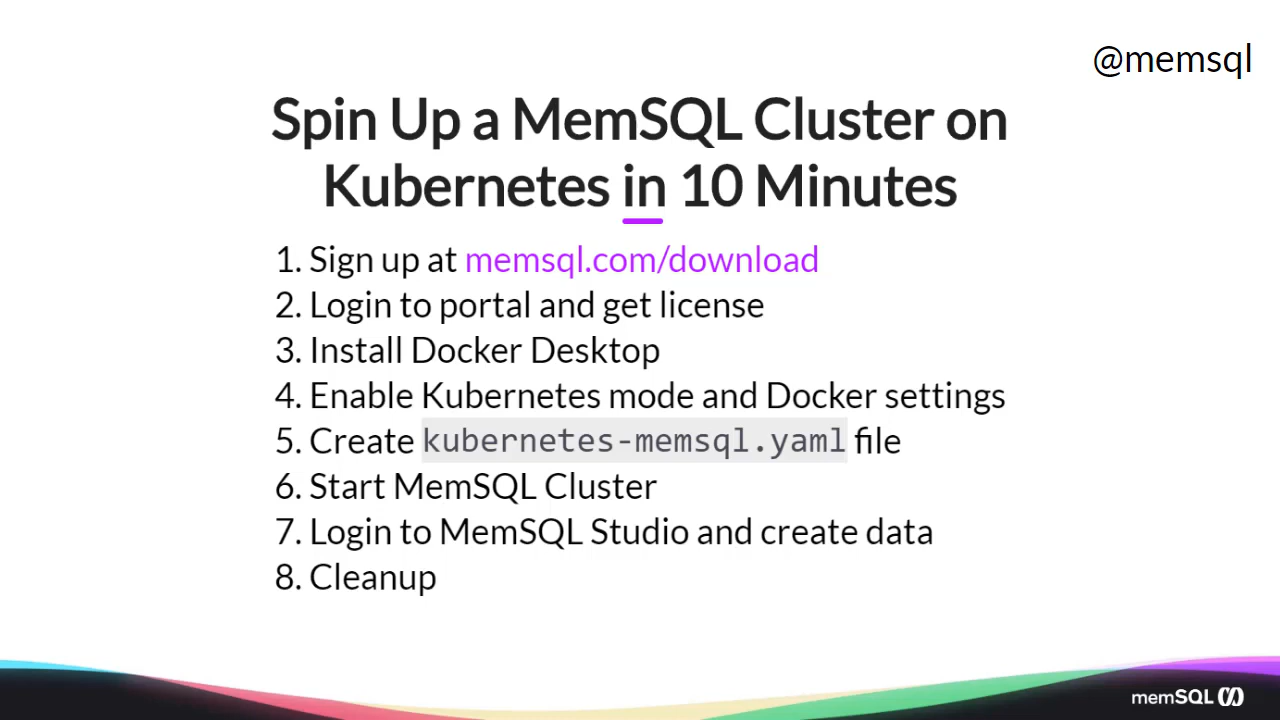 @memsql
Spin Up a MemSQL Cluster on
Kubernetes in 10 Minutes
1. Sign up at memsql.com/download
2. Login to portal and get license
3. Install Docker Desktop
4. Enable Kubernetes mode and Docker settings
5. Create kubernetes-memsql.yaml file
6. Start MemSQL Cluster
7. Login to MemSQL Studio and create data
8. Cleanup
memSQL